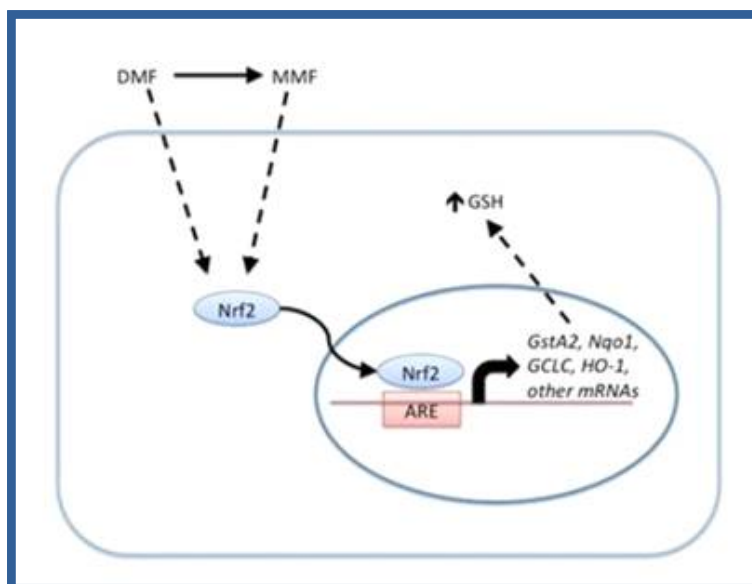 DMF MMF
GSH
Nrf2
GstA2, Nqo1,
Nrf2
GCLC, HO-1,
other mRNAs
ARE